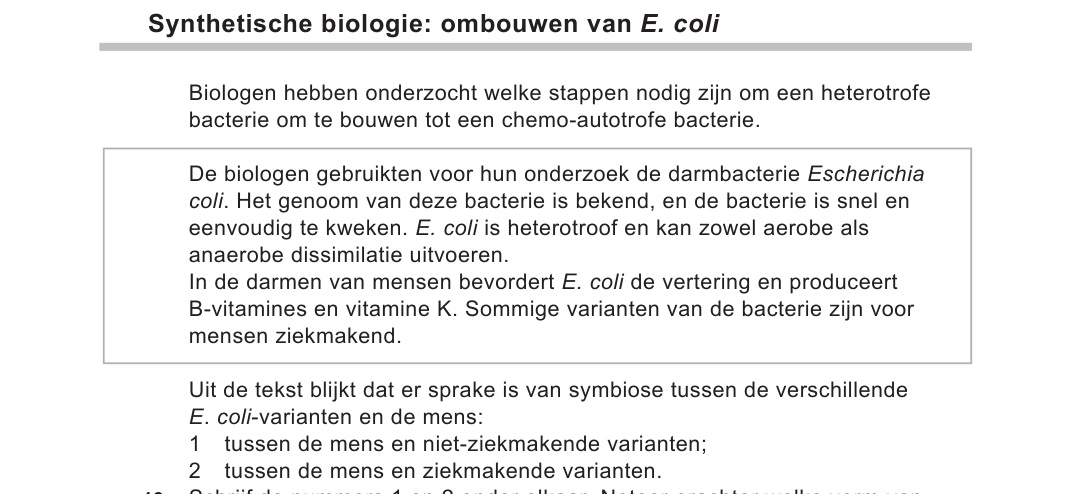 Synthetische biologie: ombouwen van E. coli
Biologen hebben onderzocht welke stappen nodig zijn om een heterotrofe
bacterie om te bouwen tot een chemo-autotrofe bacterie.
De biologen gebruikten voor hun onderzoek de darmbacterie Escherichia
coli. Het genoom van deze bacterie is bekend, en de bacterie is snel en
eenvoudig te kweken. E. coli is heterotroof en kan zowel aerobe als
anaerobe dissimilatie uitvoeren.
In de darmen van mensen bevordert E. coli de vertering en produceert
B-vitamines en vitamine K. Sommige varianten van de bacterie zijn voor
mensen ziekmakend.
Uit de tekst blijkt dat er sprake is van symbiose tussen de verschillende
E. coli-varianten en de mens:
1 tussen de mens en niet-ziekmakende varianten;
2 tussen de mens en ziekmakende varianten.